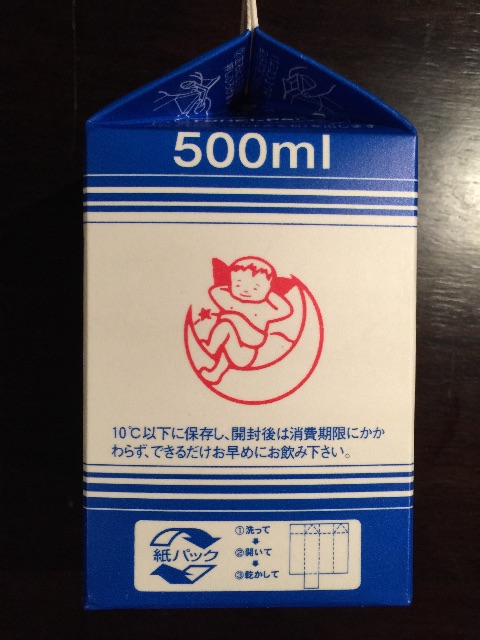 500ml
10℃以下に保存し、開封後は消費期限にかか
わらず、できるだけお早めにお飲み下さい。
紙パック
①洗って
②開いて
③乾かして